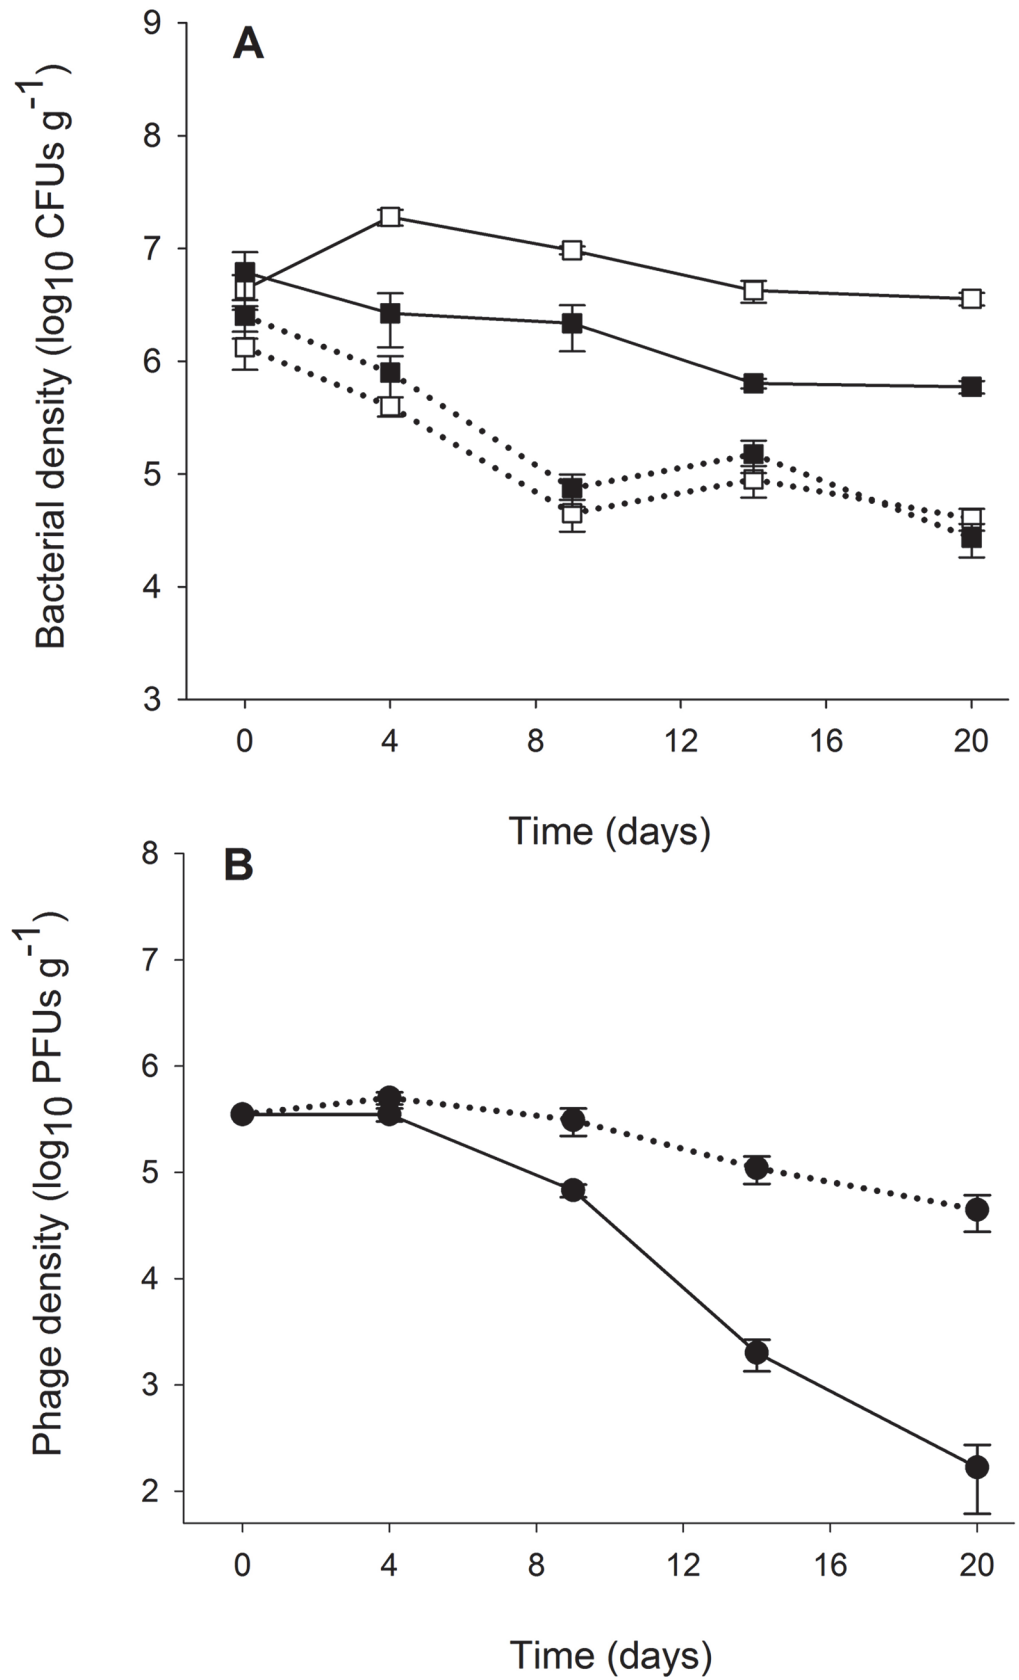 A
Bacterial density (log10 CFUs g-1)
9
8
7
6
5
4
3
0 4 8 12 16 20
Time (days)
B
Phage density (log10 PFUs g-1)
8
7
6
5
4
3
2
0 4 8 12 16 20
Time (days)